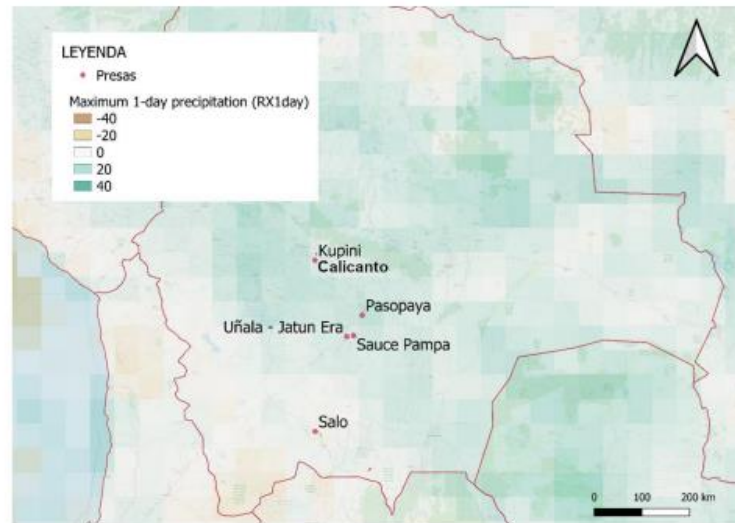 LEYENDA
Presas
Maximum 1-day precipitation (RX1day)
-40
-20
0
20
40
Kupini
Calicanto
Pasopaya
Uñala - Jatun Era
Sauce Pampa
Salo
0 100 200 km